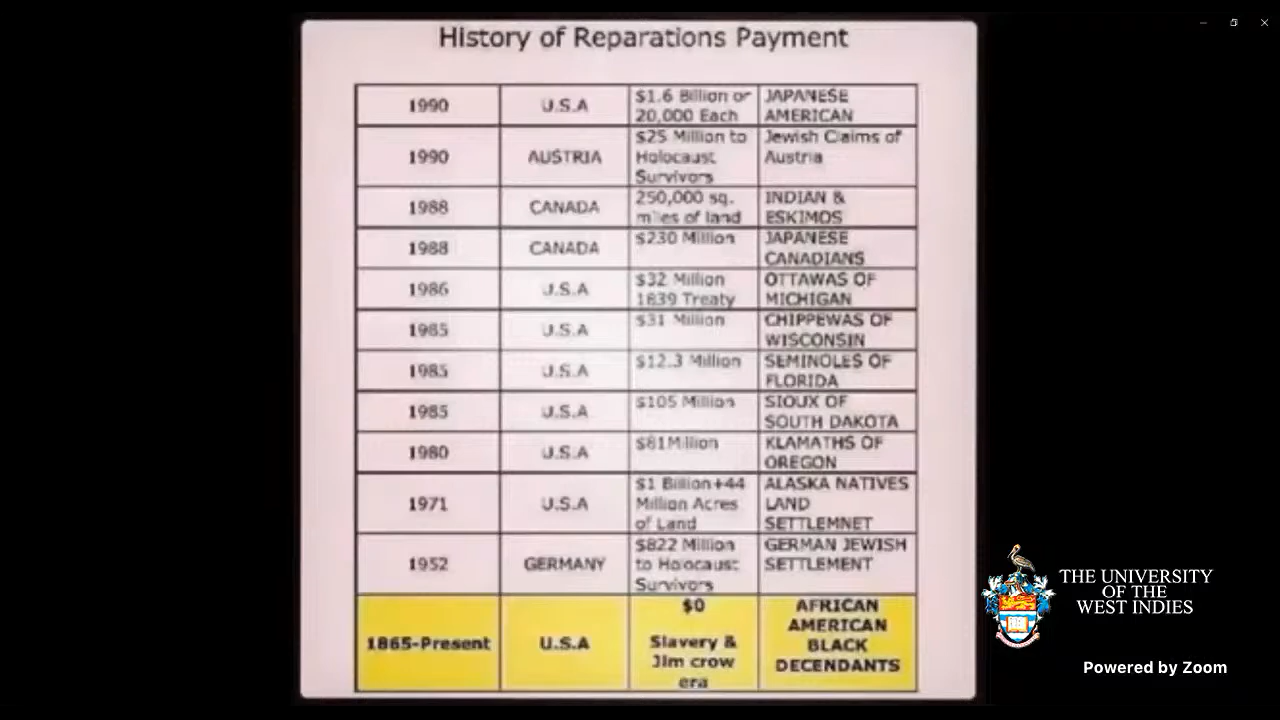 History of Reparations Payment
1990 U.S.A $1.6 Billion or JAPANESE
20,000 Each AMERICAN
1990 AUSTRIA $25 Million to Jewish Claims of
Holocaust Austria
Survivors
1988 CANADA 250,000 sq. INDIAN &
miles of land ESKIMOS
1988 CANADA $230 Million JAPANESE
CANADIANS
1986 U.S.A $32 Million OTTAWAS OF
1839 Treaty MICHIGAN
1985 U.S.A $31 Million CHIPPEWAS OF
WISCONSIN
1985 U.S.A $12.3 Million SEMINOLES OF
FLORIDA
1985 U.S.A $105 Million SIOUX OF
SOUTH DAKOTA
1980 U.S.A $81Million KLAMATHS OF
OREGON
1971 U.S.A $1 Billion+44 ALASKA NATIVES
Million Acres LAND
of Land SETTLEMNET
1952 GERMANY $822 Million GERMAN JEWISH
to Holocaust SETTLEMENT
Survivors
1865-Present U.S.A $0 AFRICAN
AMERICAN
Slavery & BLACK
Jim crow DECENDANTS
era
THE UNIVERSITY
OF THE
WEST INDIES
Powered by Zoom